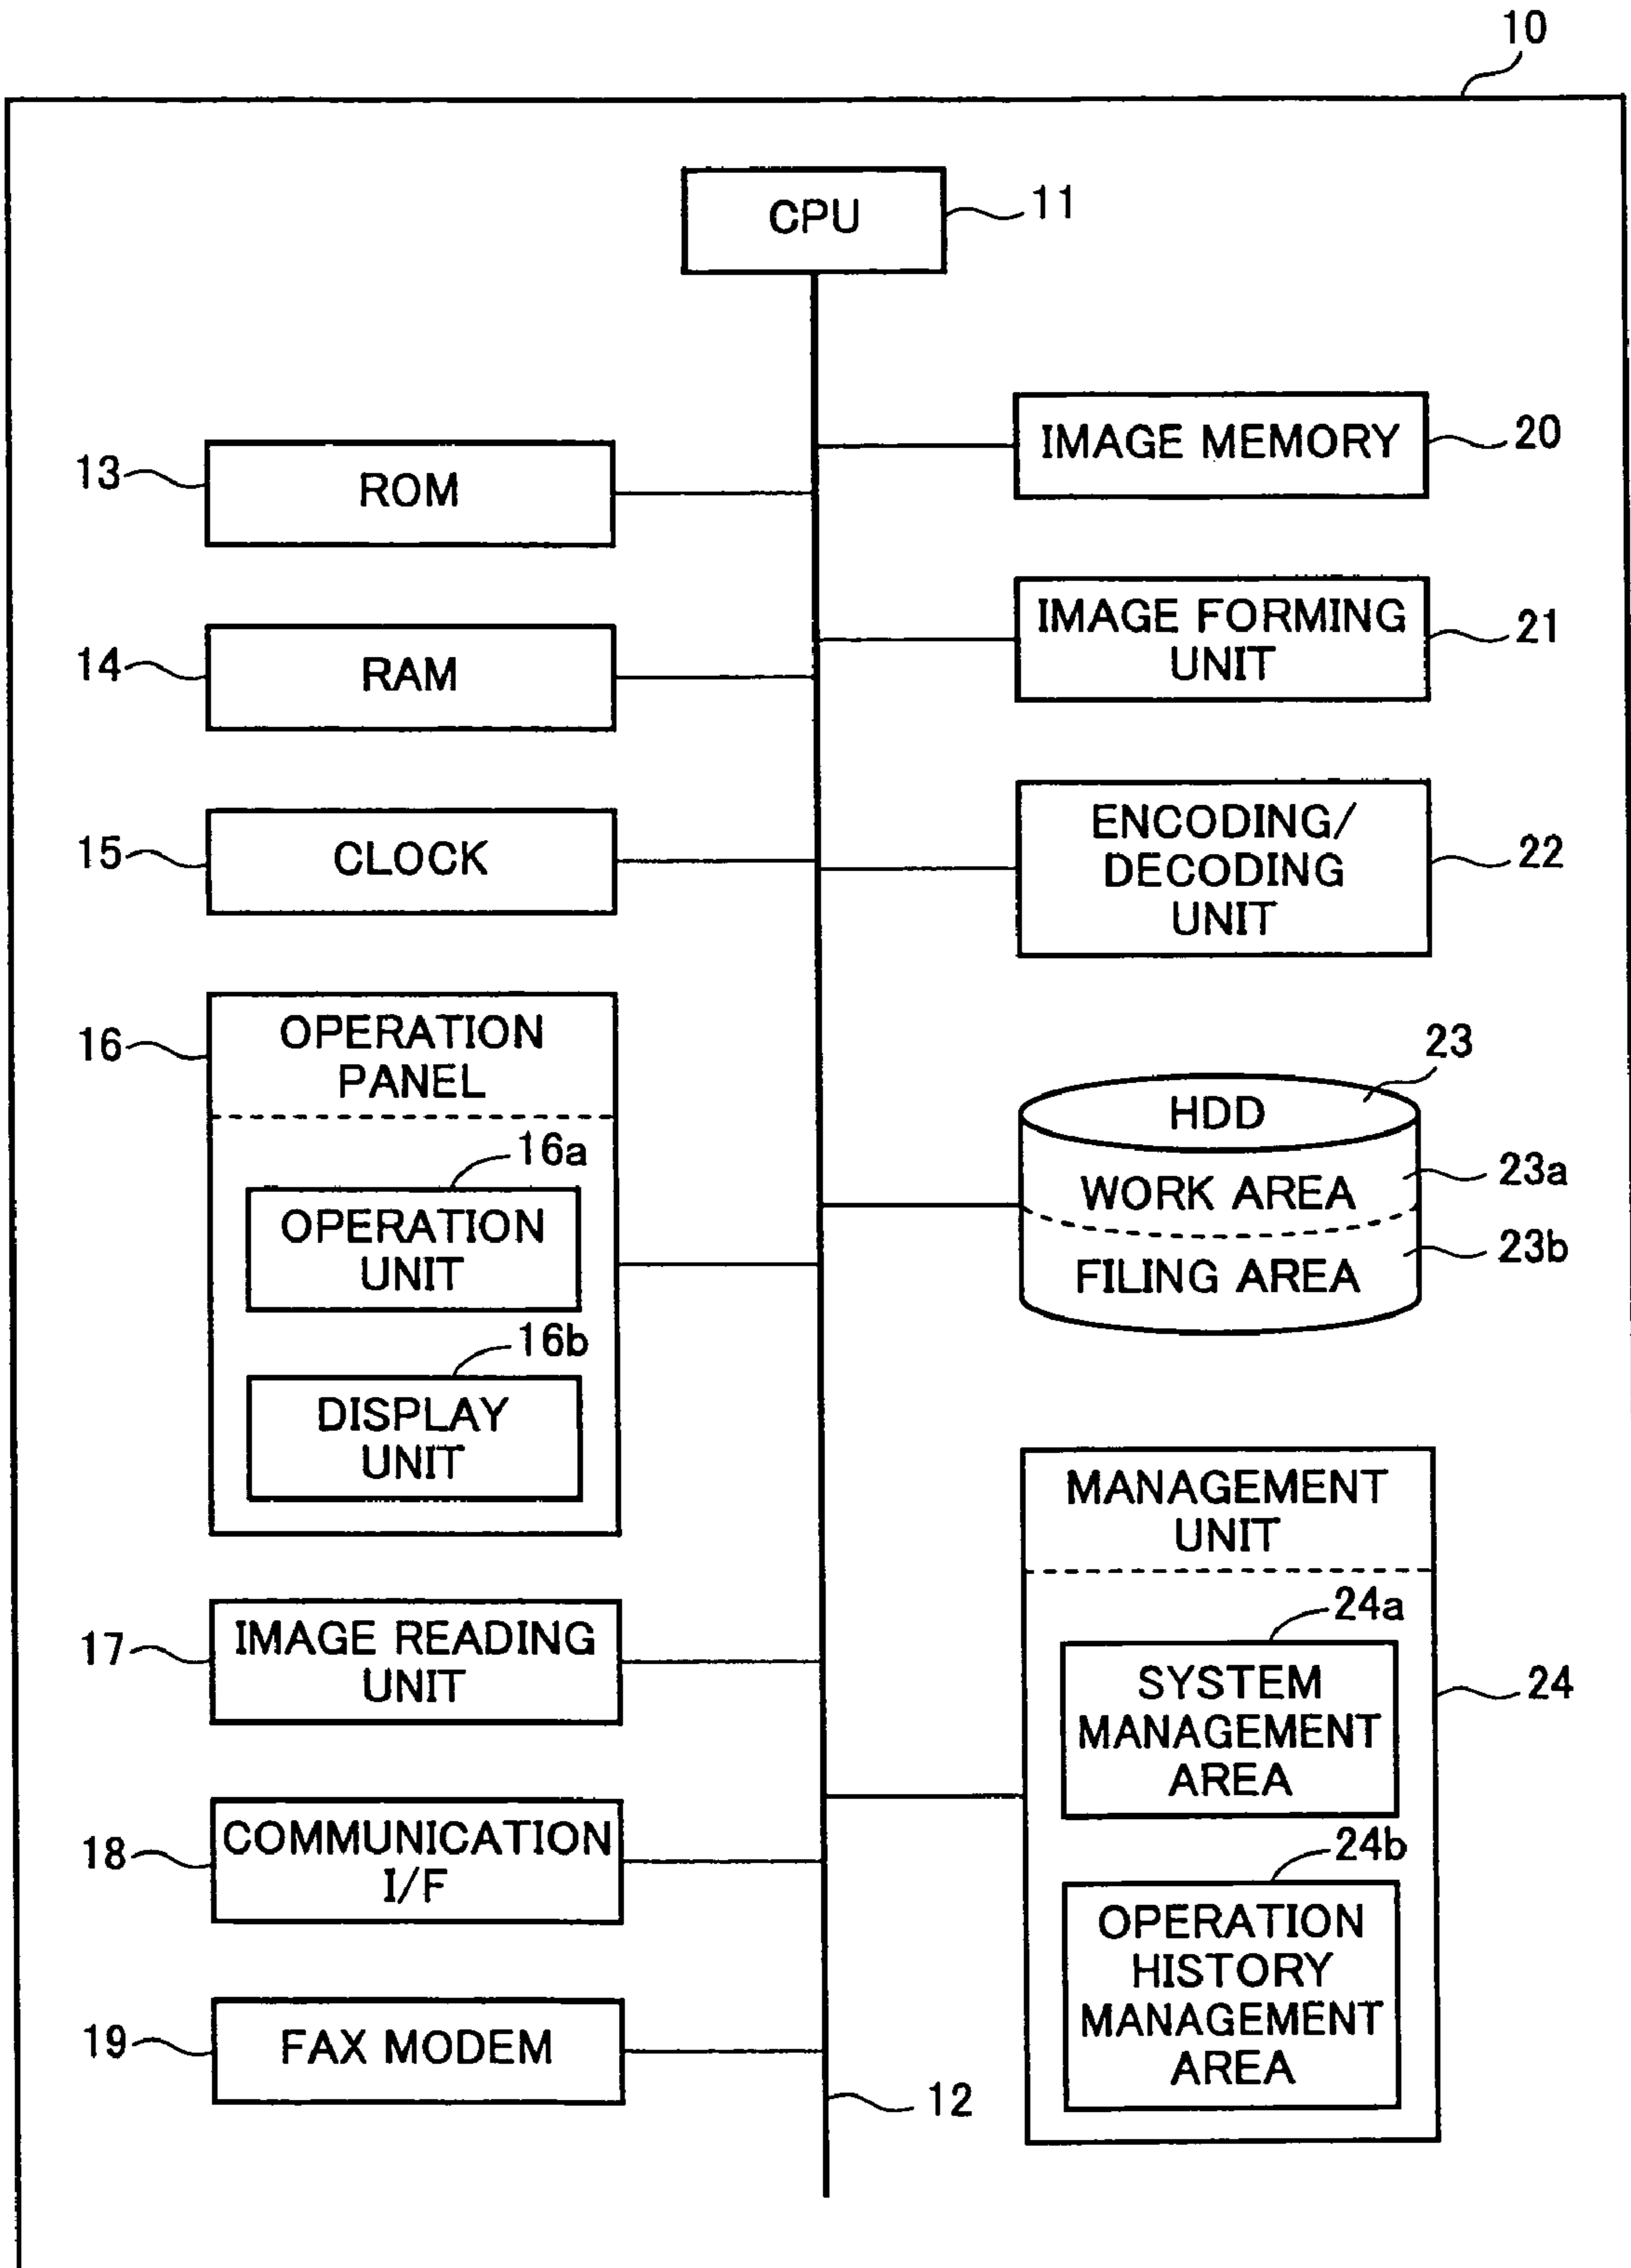 10
CPU
11
13
ROM
14
RAM
15
CLOCK
16
OPERATION
PANEL
16a
OPERATION
UNIT
16b
DISPLAY
UNIT
17
IMAGE READING
UNIT
18
COMMUNICATION
I/F
19
FAX MODEM
12
IMAGE MEMORY
20
IMAGE FORMING
UNIT
21
ENCODING/
DECODING
UNIT
22
23
HDD
WORK AREA
23a
FILING AREA
23b
MANAGEMENT
UNIT
24a
SYSTEM
MANAGEMENT
AREA
24
24b
OPERATION
HISTORY
MANAGEMENT
AREA